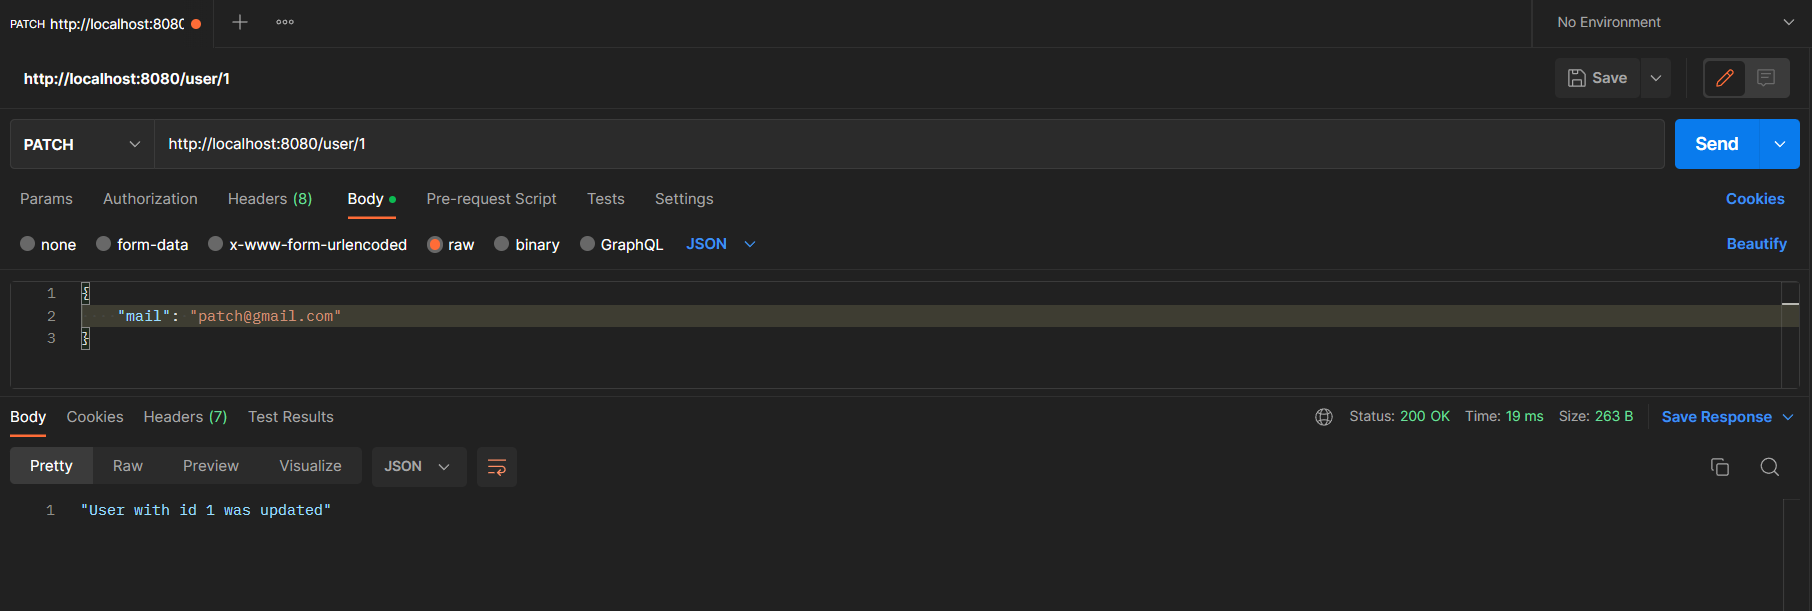 PATCH http://localhost:8080 No Environment
http://localhost:8080/user/1 Save
PATCH http://localhost:8080/user/1 Send
Params Authorization Headers (8) Body Pre-request Script Tests Settings Cookies
none form-data x-www-form-urlencoded raw binary GraphQL JSON Beautify
1 {
2 "mail": "patch@gmail.com"
3 }
Body Cookies Headers (7) Test Results Status: 200 OK Time: 19 ms Size: 263 B Save Response
Pretty Raw Preview Visualize JSON
1 "User with id 1 was updated"